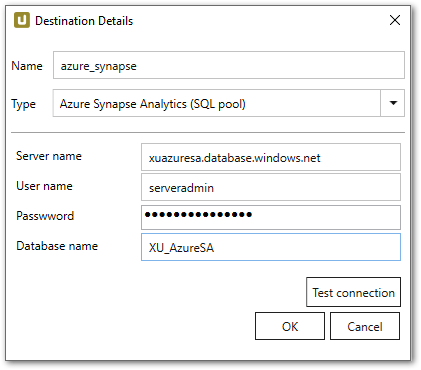 Destination Details
Name azure_synapse
Type Azure Synapse Analytics (SQL pool)
Server name xuazuresa.database.windows.net
User name serveradmin
Passwword ●●●●●●●●●●●●●●●
Database name XU_AzureSA
Test connection
OK Cancel